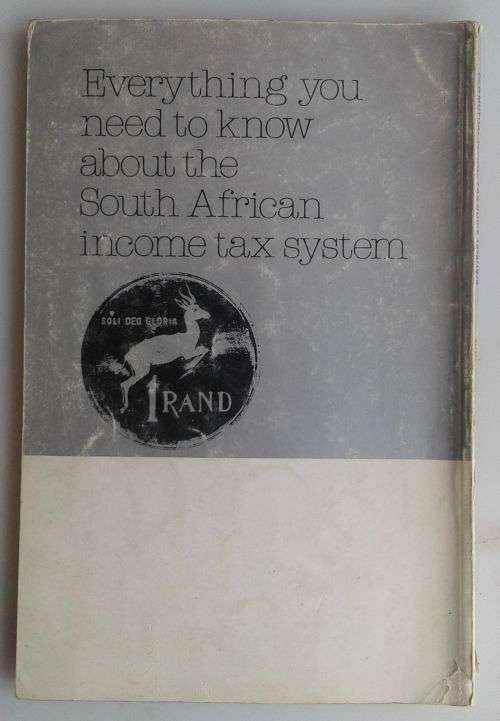 Everything you
need to know
about the
South African
income tax system
SOLI DEO GLORIA
1 RAND